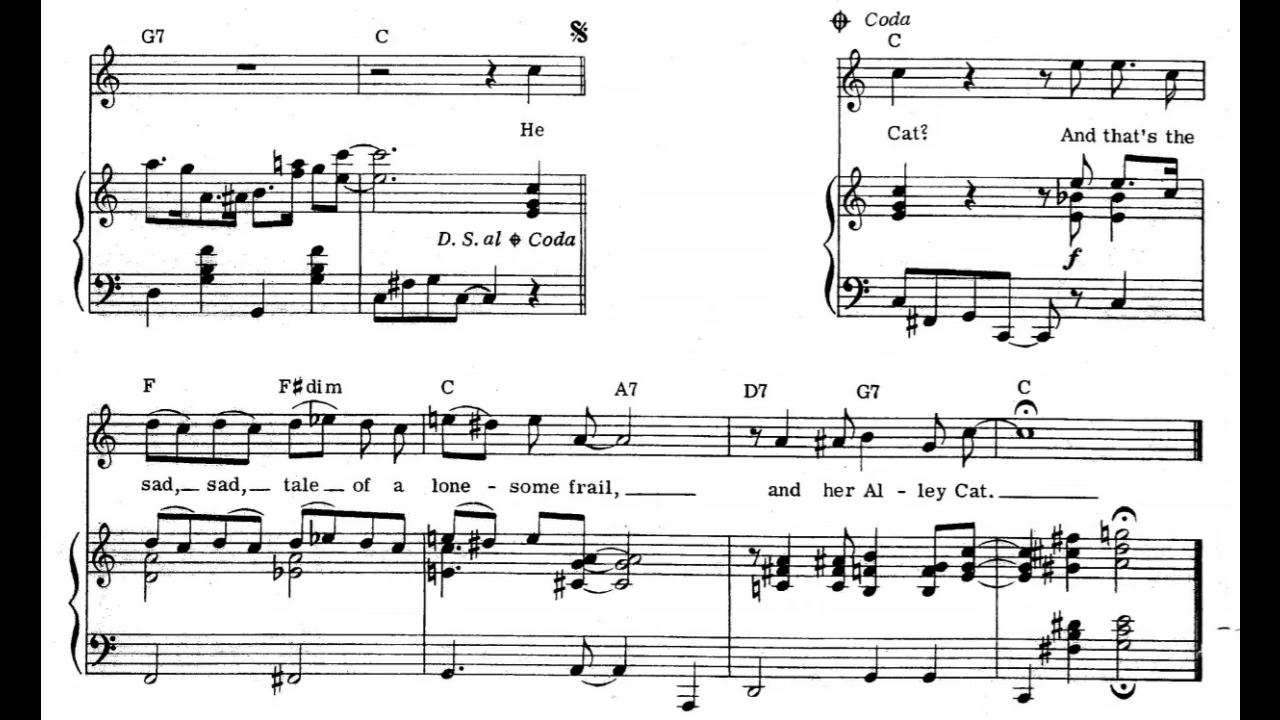 G7 C Coda
C
He Cat? And that's the
D. S. al Coda
f
F F♯dim C A7 D7 G7 C
sad, sad, tale of a lone - some frail, and her Al - ley Cat.